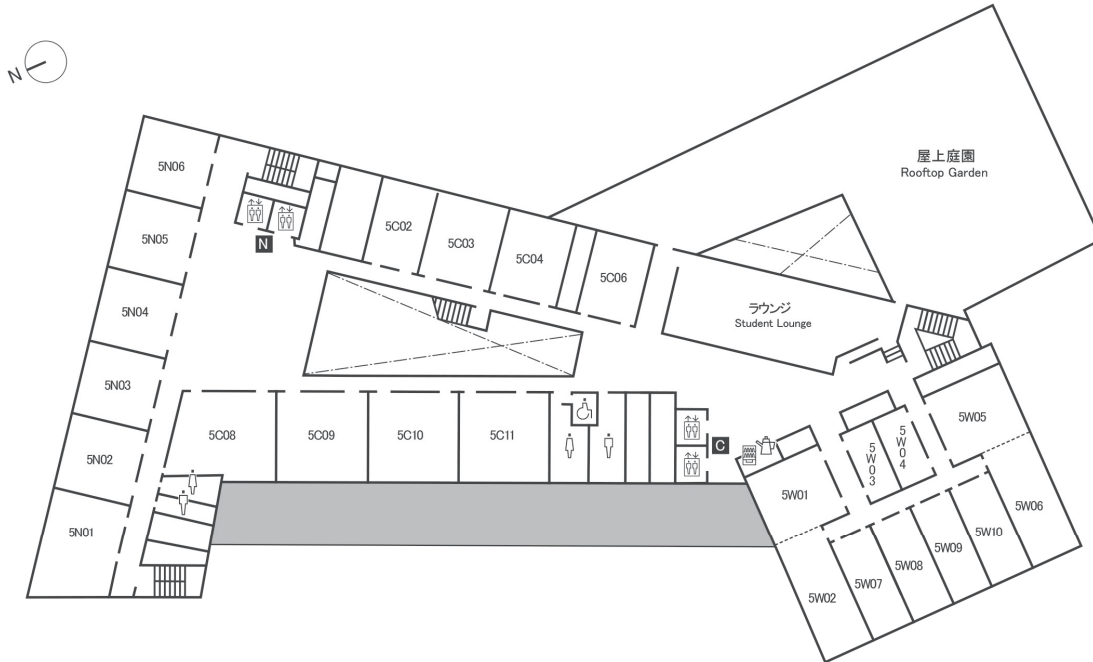 N
屋上庭園
Rooftop Garden
5N06
5N05
5N04
5N03
5N02
5N01
N
5C02
5C03
5C04
5C06
ラウンジ
Student Lounge
5C08
5C09
5C10
5C11
C
5W01
5W03
5W04
5W05
5W02
5W07
5W08
5W09
5W10
5W06